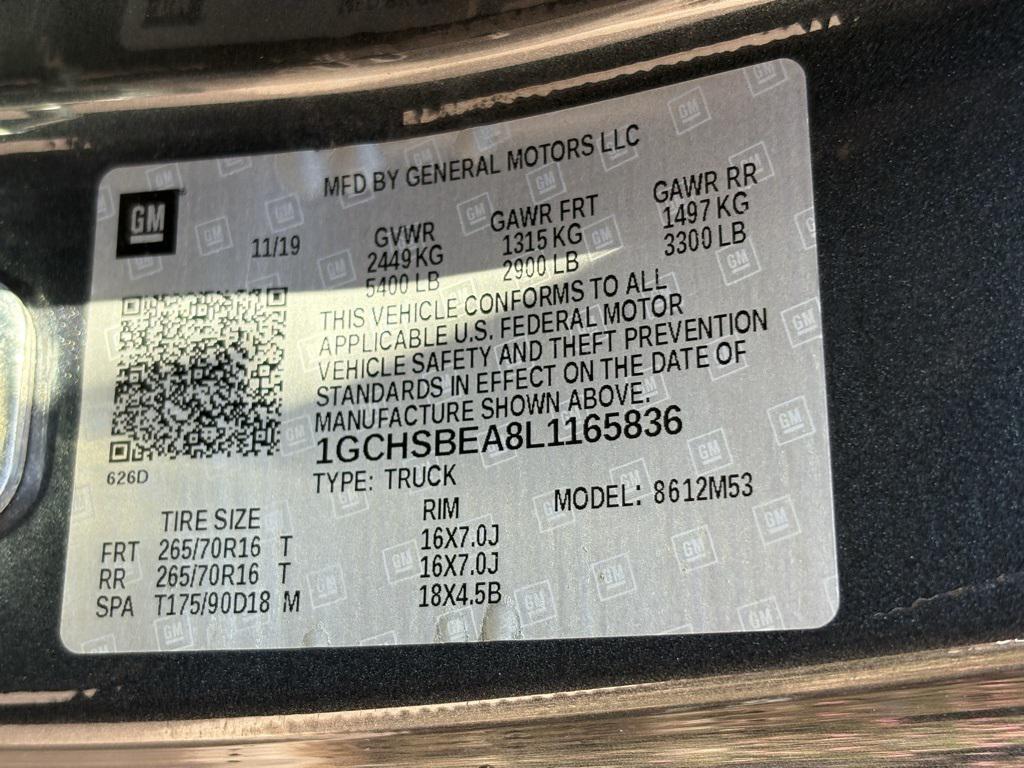 MFD BY GENERAL MOTORS LLC
GM
11/19
GVWR
2449 KG
5400 LB
GAWR FRT
1315 KG
2900 LB
GAWR RR
1497 KG
3300 LB
THIS VEHICLE CONFORMS TO ALL
APPLICABLE U.S. FEDERAL MOTOR
VEHICLE SAFETY AND THEFT PREVENTION
STANDARDS IN EFFECT ON THE DATE OF
MANUFACTURE SHOWN ABOVE.
1GCHSBEA8L1165836
626D
TYPE: TRUCK
MODEL: 8612M53
TIRE SIZE RIM
FRT 265/70R16 T 16X7.0J
RR 265/70R16 T 16X7.0J
SPA T175/90D18 M 18X4.5B